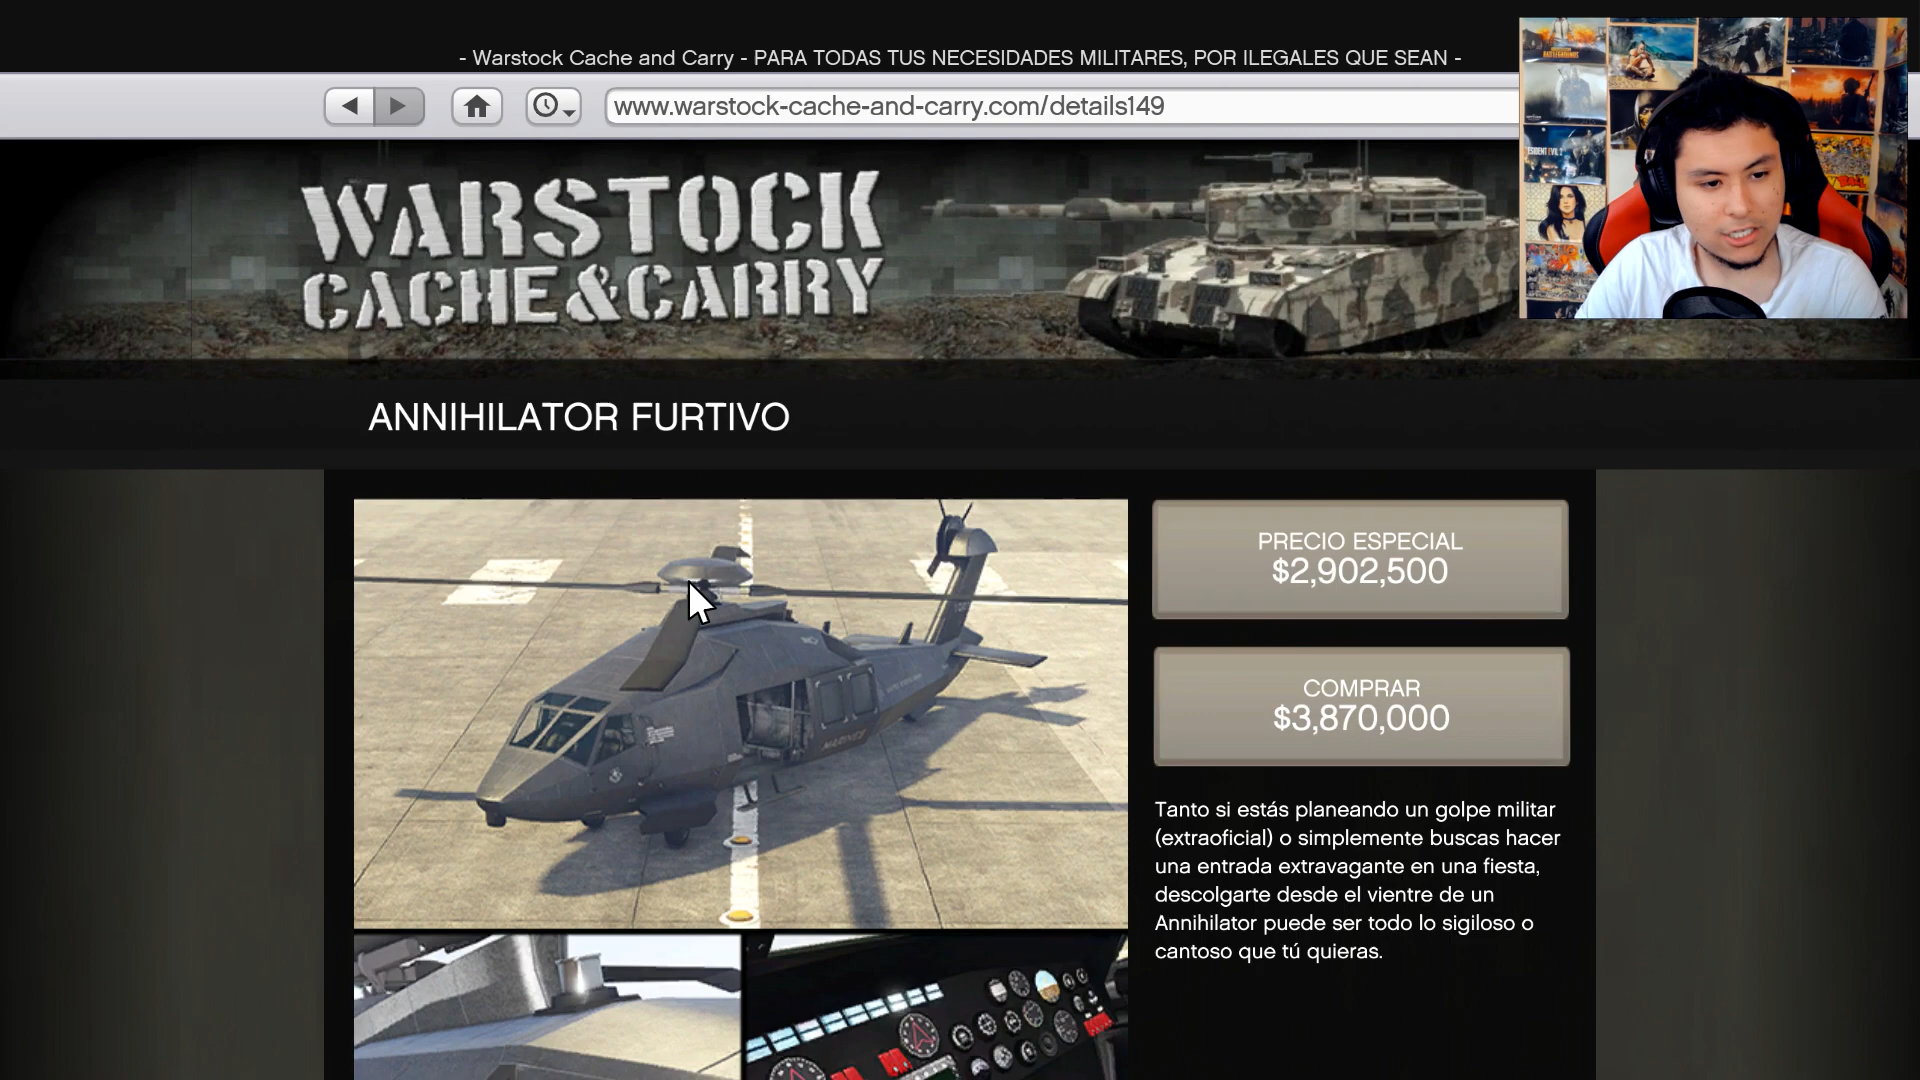 - Warstock Cache and Carry - PARA TODAS TUS NECESIDADES MILITARES, POR ILEGALES QUE SEAN -
www.warstock-cache-and-carry.com/details149
WARSTOCK
CACHE & CARRY
ANNIHILATOR FURTIVO
PRECIO ESPECIAL
$2,902,500
COMPRAR
$3,870,000
Tanto si estás planeando un golpe militar
(extraoficial) o simplemente buscas hacer
una entrada extravagante en una fiesta,
descolgarte desde el vientre de un
Annihilator puede ser todo lo sigiloso o
cantoso que tú quieras.
MARINES